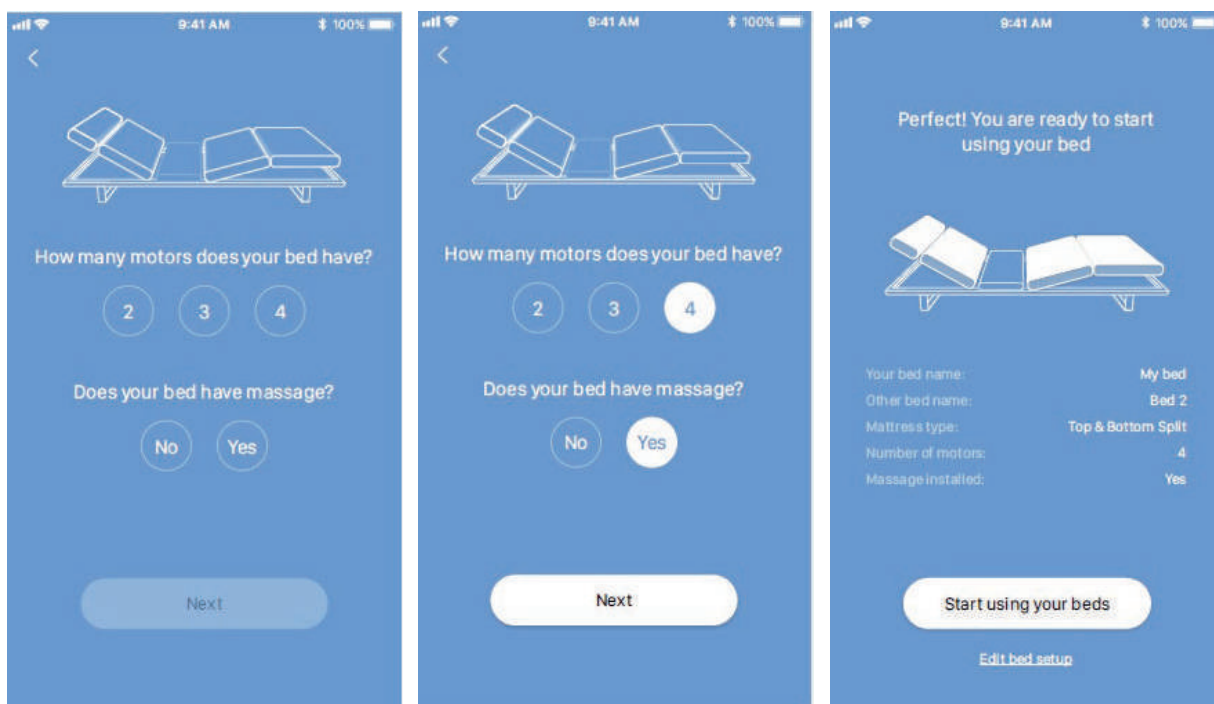 9:41 AM
100%
How many motors does your bed have?
2 3 4
Does your bed have massage?
No Yes
Next
9:41 AM
100%
How many motors does your bed have?
2 3 4
Does your bed have massage?
No Yes
Next
9:41 AM
100%
Perfect! You are ready to start
using your bed
Your bed name: My bed
Other bed name: Bed 2
Mattress type: Top & Bottom Split
Number of motors: 4
Massage installed: Yes
Start using your beds
Edit bed setup